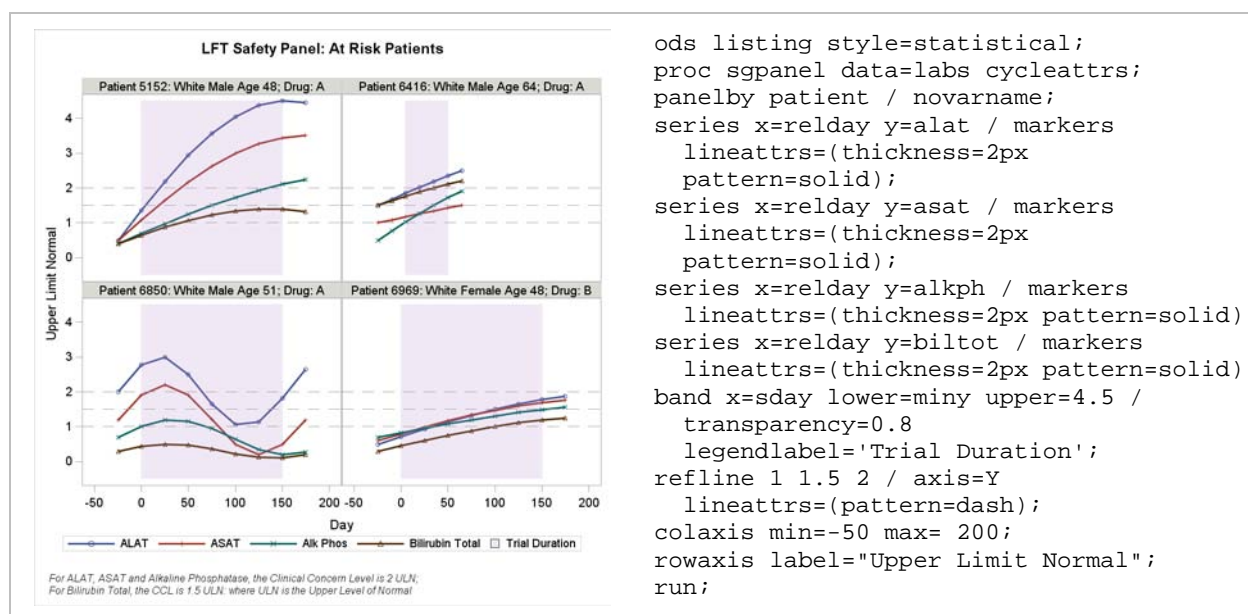 LFT Safety Panel: At Risk Patients
Patient 5152: White Male Age 48; Drug: A
Patient 6416: White Male Age 64; Drug: A
4
3
2
1
0
Upper Limit Normal
Patient 6850: White Male Age 51; Drug: A
Patient 6969: White Female Age 48; Drug: B
4
3
2
1
0
-50 0 50 100 150 200 -50 0 50 100 150 200
Day
ALAT ASAT Alk Phos Bilirubin Total Trial Duration
For ALAT, ASAT and Alkaline Phosphatase, the Clinical Concern Level is 2 ULN;
For Bilirubin Total, the CCL is 1.5 ULN: where ULN is the Upper Level of Normal
ods listing style=statistical;
proc sgpanel data=labs cycleattrs;
panelby patient / novarname;
series x=relday y=alat / markers
lineattrs=(thickness=2px
pattern=solid);
series x=relday y=asat / markers
lineattrs=(thickness=2px
pattern=solid);
series x=relday y=alkph / markers
lineattrs=(thickness=2px pattern=solid)
series x=relday y=biltot / markers
lineattrs=(thickness=2px pattern=solid)
band x=sday lower=miny upper=4.5 /
transparency=0.8
legendlabel='Trial Duration';
refline 1 1.5 2 / axis=Y
lineattrs=(pattern=dash);
colaxis min=-50 max= 200;
rowaxis label="Upper Limit Normal";
run;